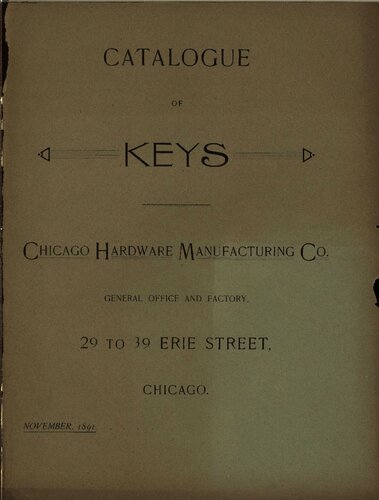 CATALOGUE
OF
KEYS
CHICAGO HARDWARE MANUFACTURING CO.
GENERAL OFFICE AND FACTORY,
29 TO 39 ERIE STREET,
CHICAGO.
NOVEMBER, 1891